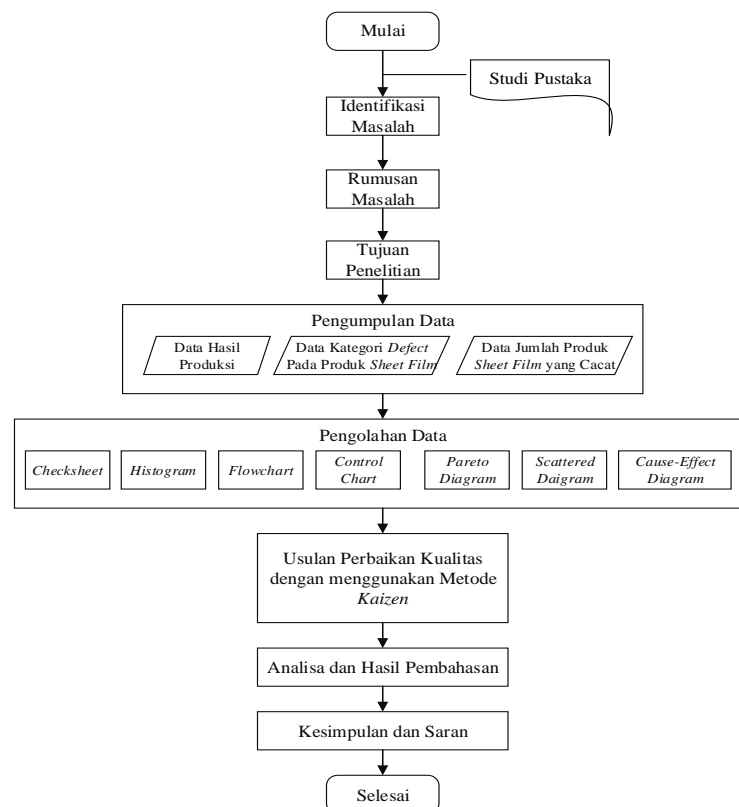 Mulai
Studi Pustaka
Identifikasi
Masalah
Rumusan
Masalah
Tujuan
Penelitian
Pengumpulan Data
Data Hasil
Produksi
Data Kategori Defect
Pada Produk Sheet Film
Data Jumlah Produk
Sheet Film yang Cacat
Pengolahan Data
Checksheet
Histogram
Flowchart
Control
Chart
Pareto
Diagram
Scattered
Daigram
Cause-Effect
Diagram
Usulan Perbaikan Kualitas
dengan menggunakan Metode
Kaizen
Analisa dan Hasil Pembahasan
Kesimpulan dan Saran
Selesai